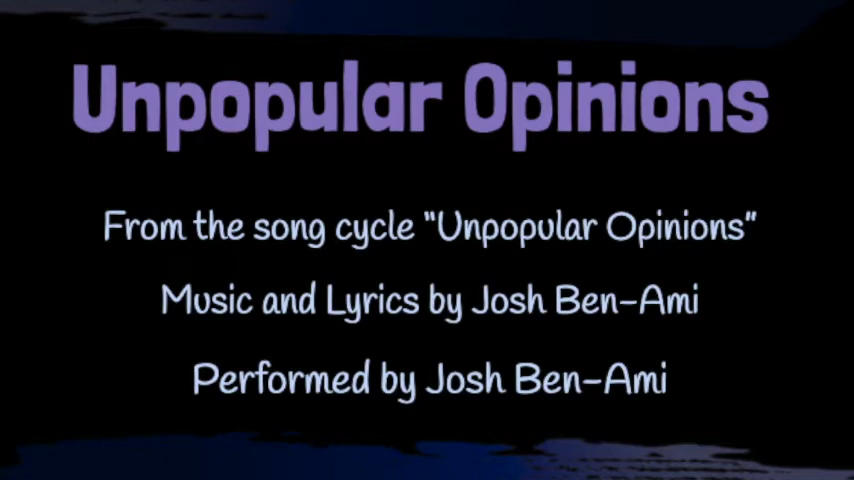 Unpopular Opinions
From the song cycle "Unpopular Opinions"
Music and Lyrics by Josh Ben-Ami
Performed by Josh Ben-Ami